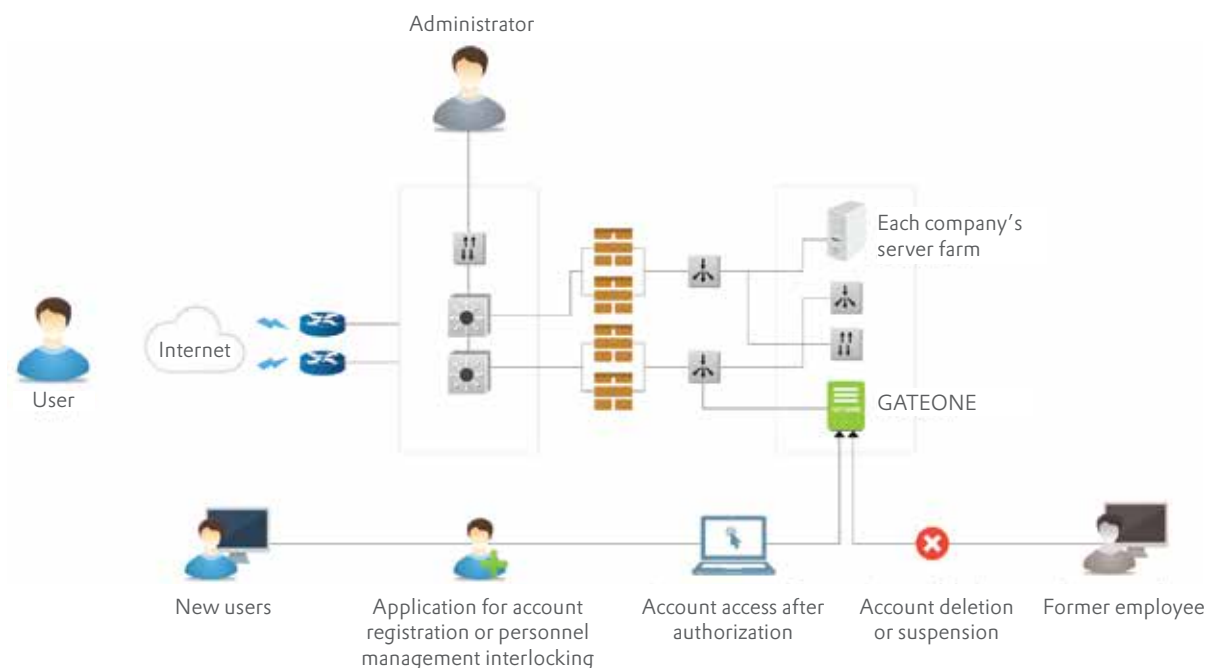 Administrator
Each company's
server farm
Internet
User
GATEONE
New users
Application for account
registration or personnel
management interlocking
Account access after
authorization
Account deletion
or suspension
Former employee